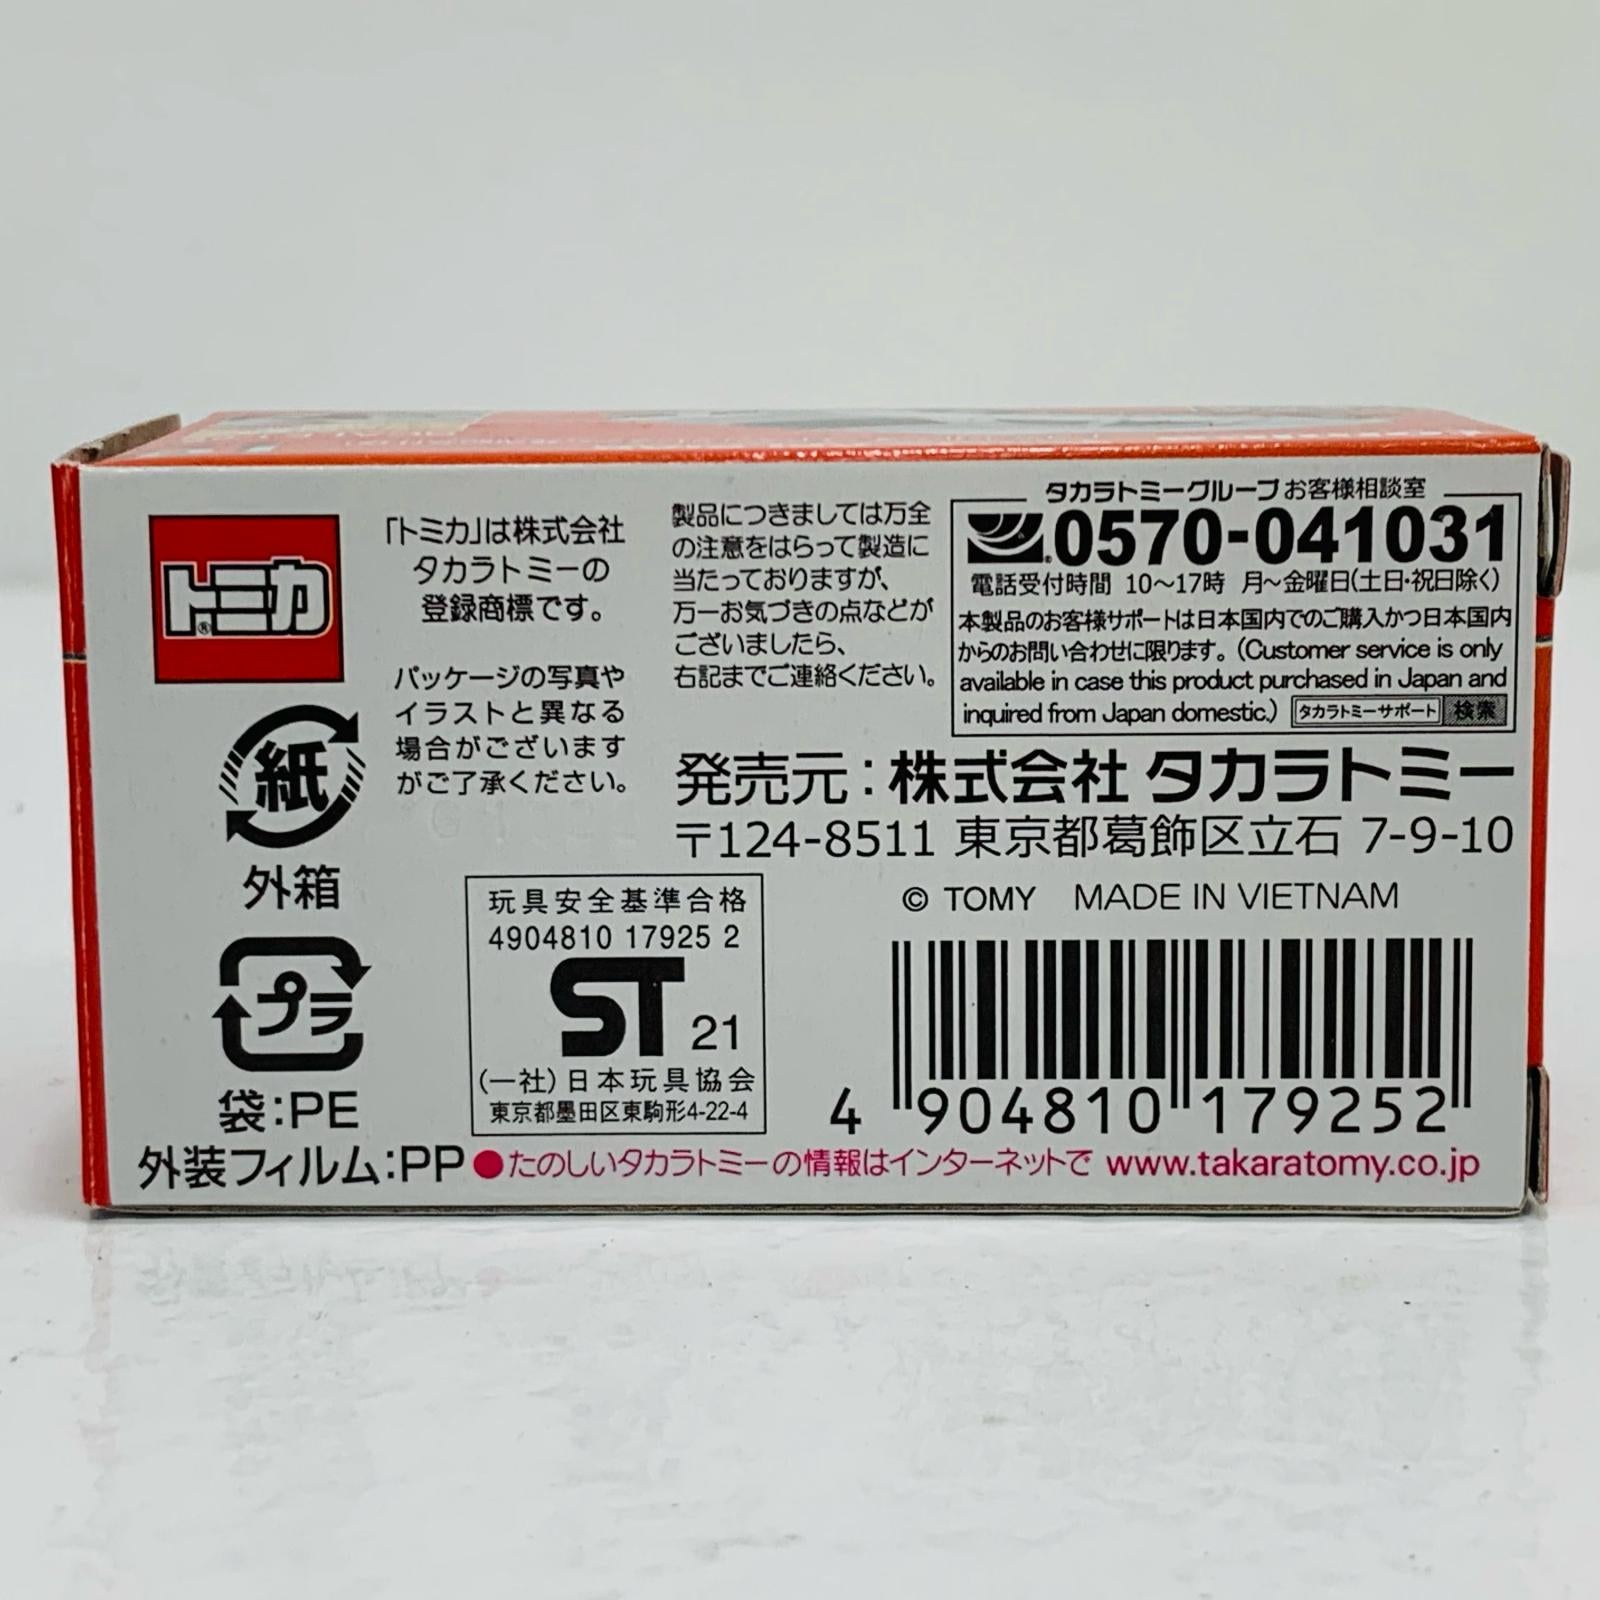 トミカ®
「トミカ」は株式会社
タカラトミーの
登録商標です。
パッケージの写真や
イラストと異なる
場合がございます
がご了承ください。
紙
外箱
プラ
袋:PE
外装フィルム:PP
玩具安全基準合格
4904810 17925 2
ST 21
(一社)日本玩具協会
東京都墨田区東駒形4-22-4
製品につきましては万全
の注意をはらって製造に
当たっておりますが、
万一お気づきの点などが
ございましたら、
右記までご連絡ください。
タカラトミーグループお客様相談室
0570-041031
電話受付時間 10〜17時 月〜金曜日(土日・祝日除く)
本製品のお客様サポートは日本国内でのご購入かつ日本国内
からのお問い合わせに限ります。(Customer service is only
available in case this product purchased in Japan and
inquired from Japan domestic.) タカラトミーサポート 検索
発売元:株式会社 タカラトミー
〒124-8511 東京都葛飾区立石 7-9-10
© TOMY MADE IN VIETNAM
4 904810 179252
●たのしいタカラトミーの情報はインターネットで www.takaratomy.co.jp